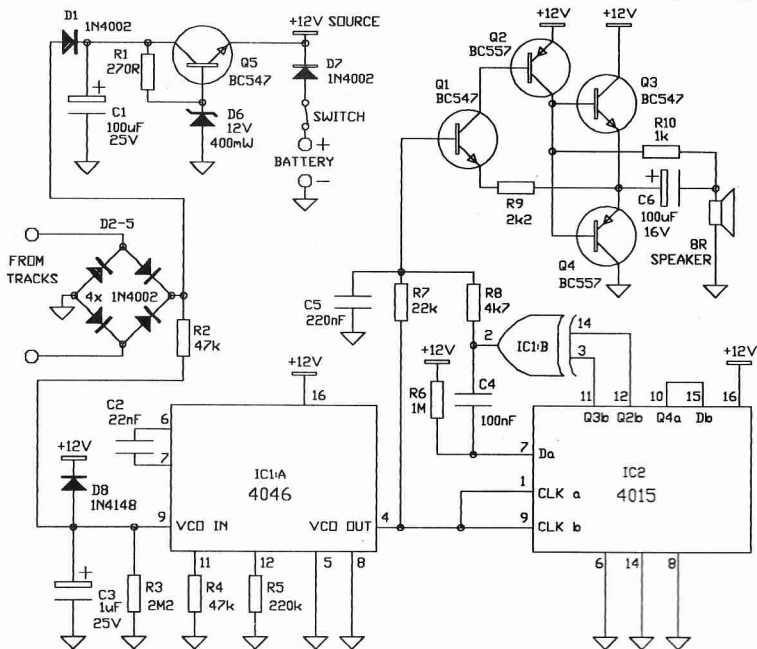 D1
1N4002
R1
270R
C1
100uF
25V
+
Q5
BC547
D6
12V
400mW
+12V SOURCE
D7
1N4002
SWITCH
+
BATTERY
-
D2-5
FROM
TRACKS
4x 1N4002
R2
47k
+12V
Q2
BC557
Q1
BC547
+12V
Q3
BC547
R10
1k
R9
2k2
+
C6
100uF
16V
8R
SPEAKER
Q4
BC557
C5
220nF
R7
22k
R8
4k7
2
IC1:B
14
3
+12V
R6
1M
C4
100nF
+12V
16
C2
22nF
6
7
IC1:A
4046
+12V
D8
1N4148
9
VCO IN
VCO OUT
4
11
12
5
8
+
C3
1uF
25V
R3
2M2
R4
47k
R5
220k
+12V
11
12
10
15
16
Q3b
Q2b
Q4a
Db
7
Da
IC2
4015
1
CLK a
9
CLK b
6
14
8